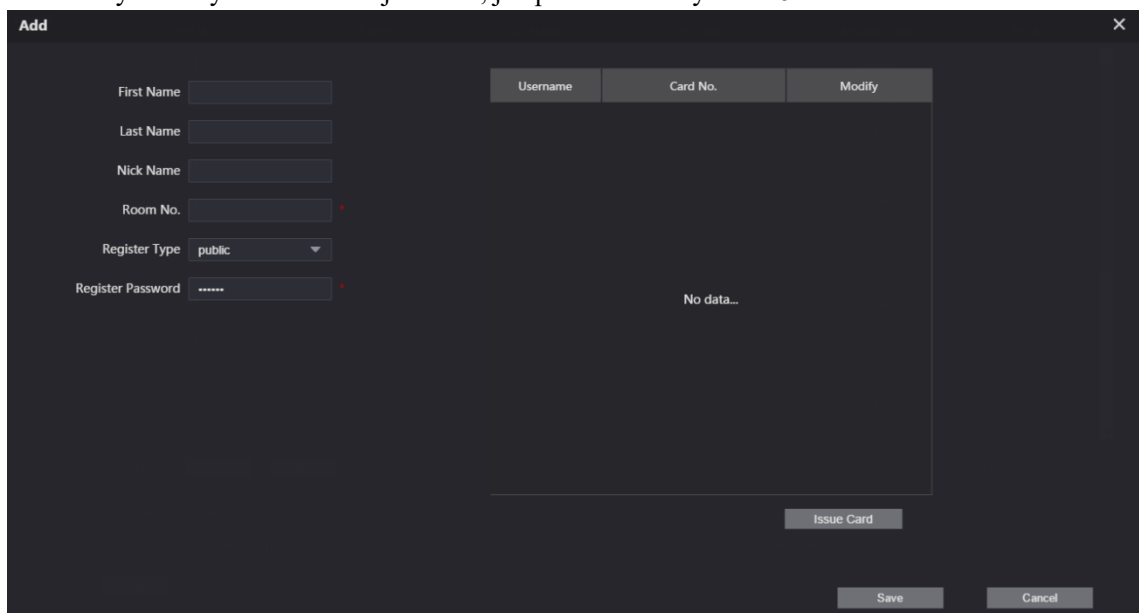 Add
First Name
Last Name
Nick Name
Room No. *
Register Type public
Register Password •••••• *
Username Card No. Modify
No data...
Issue Card
Save Cancel